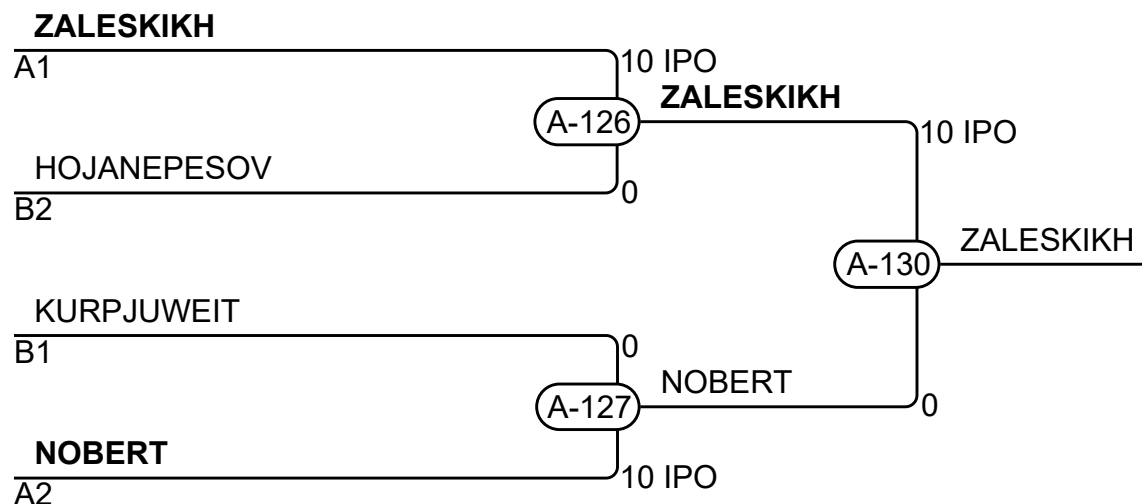 ZALESKIKH
A1
10 IPO
ZALESKIKH
A-126
10 IPO
HOJANEPESOV
B2
0
ZALESKIKH
A-130
KURPJUWEIT
B1
0
NOBERT
A-127
0
NOBERT
A2
10 IPO